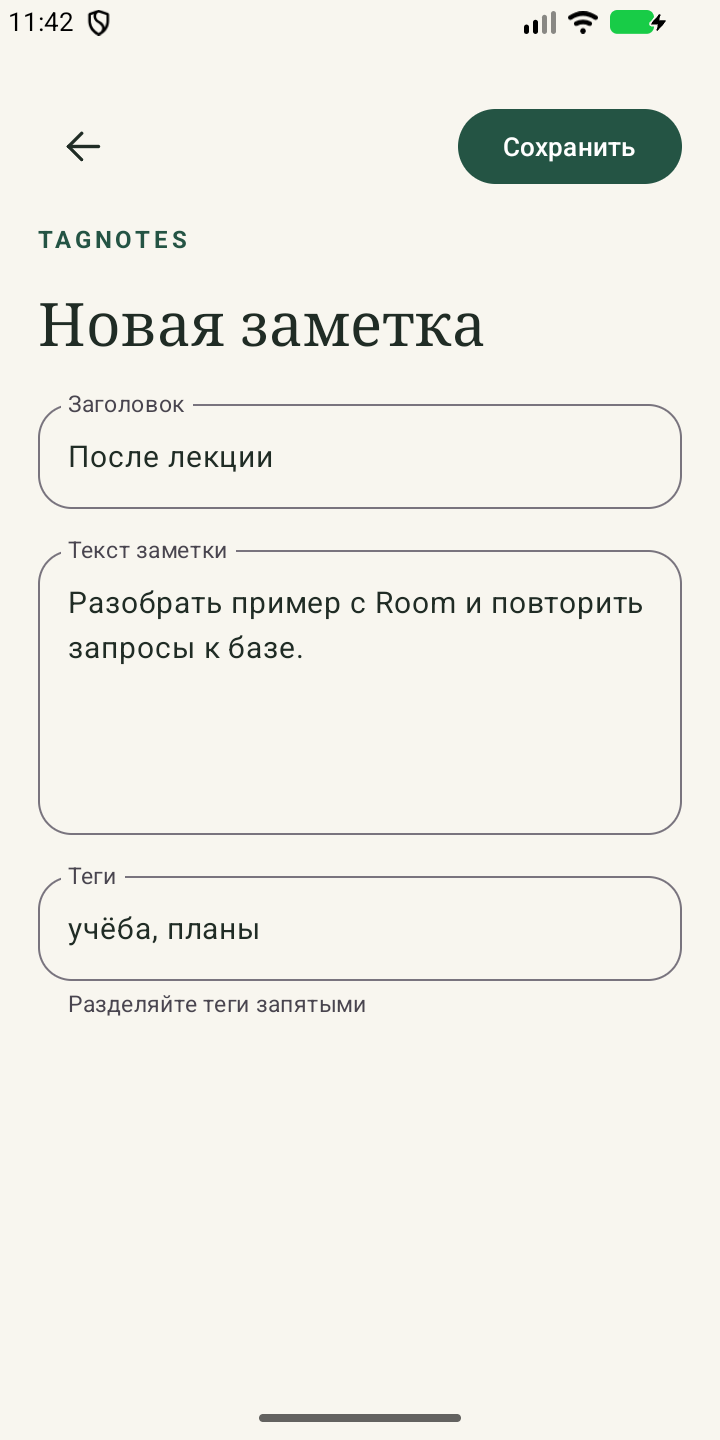 11:42
Сохранить
TAGNOTES
Новая заметка
Заголовок
После лекции
Текст заметки
Разобрать пример с Room и повторить
запросы к базе.
Теги
учёба, планы
Разделяйте теги запятыми